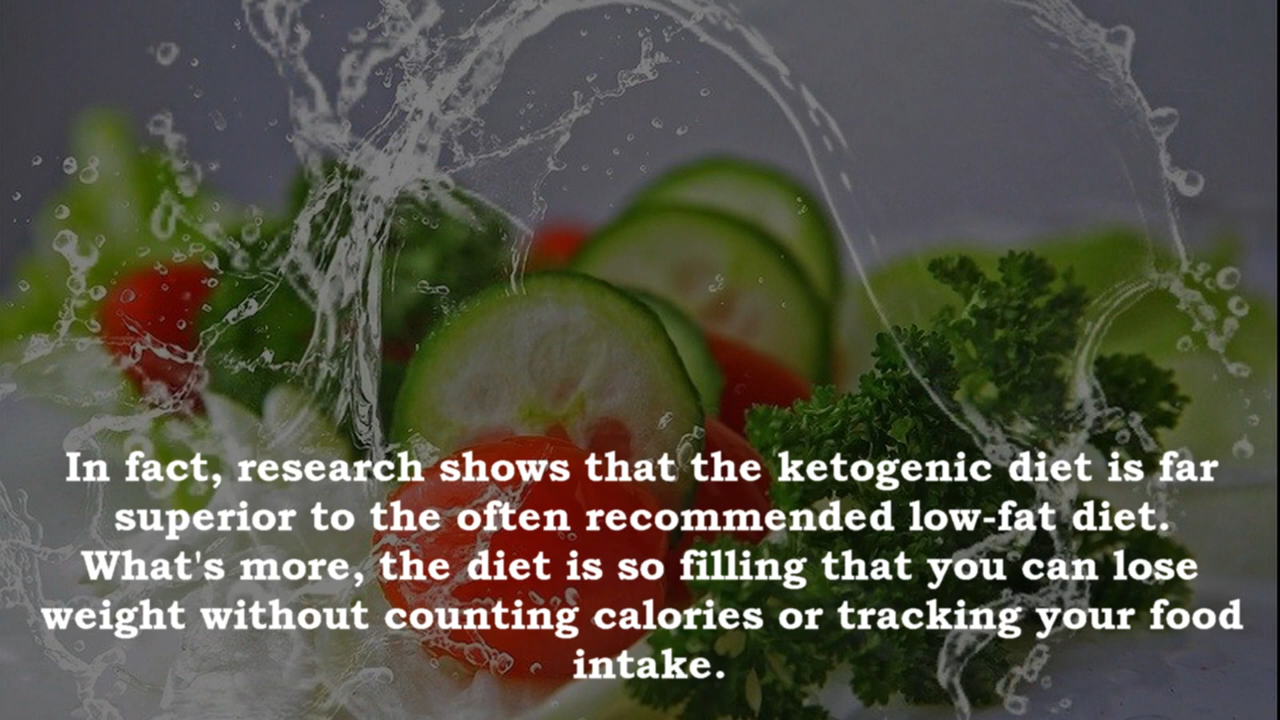 In fact, research shows that the ketogenic diet is far
superior to the often recommended low-fat diet.
What's more, the diet is so filling that you can lose
weight without counting calories or tracking your food
intake.